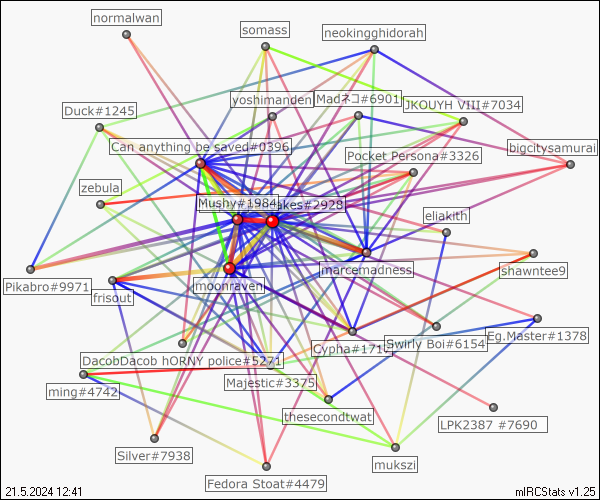 normalwan
somass
neokingghidorah
yoshimanden
Madネコ#6901
JKOUYH VIII#7034
Duck#1245
Can anything be saved#0396
Pocket Persona#3326
bigcitysamurai
zebula
Mushy#1984
akes#2928
eliakith
marcemadness
shawntee9
Pikabro#9971
frisout
moonraven
Eg.Master#1378
Cypha#171
Swirly Boi#6154
DacobDacob hORNY police#5271
Majestic#3375
ming#4742
thesecondtwat
LPK2387 #7690
Silver#7938
mukszi
Fedora Stoat#4479
21.5.2024 12:41
mIRCStats v1.25